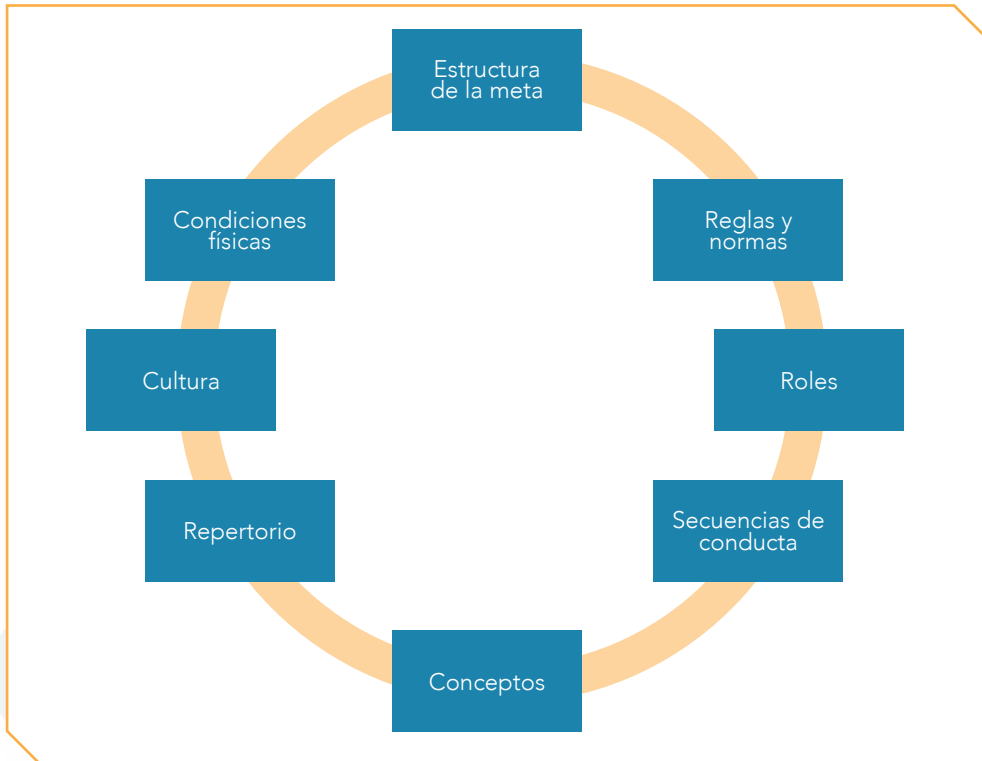 Estructura
de la meta
Condiciones
físicas
Reglas y
normas
Cultura
Roles
Repertorio
Secuencias de
conducta
Conceptos